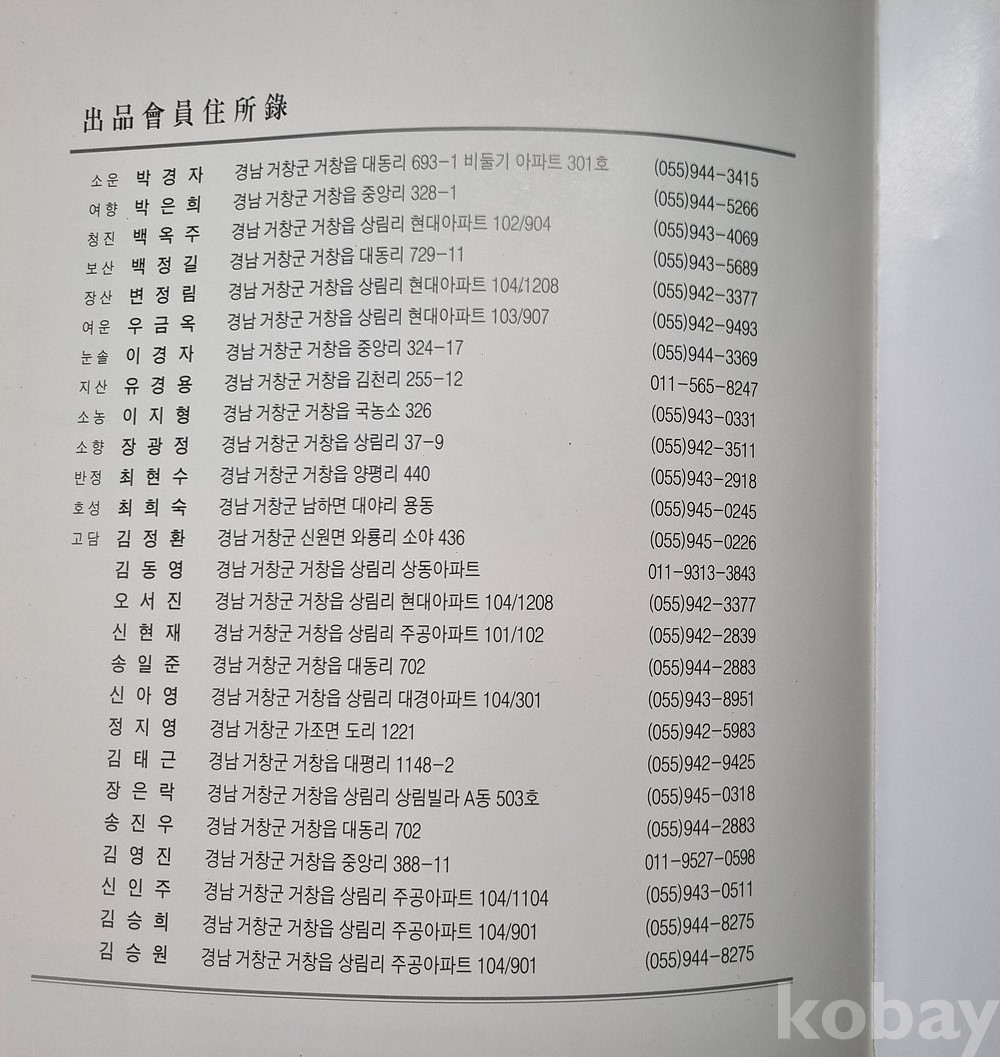 出品會員住所錄
소운 박경자 경남 거창군 거창읍 대동리 693-1 비둘기 아파트 301호 (055)944-3415
여향 박은희 경남 거창군 거창읍 중앙리 328-1 (055)944-5266
청진 백옥주 경남 거창군 거창읍 상림리 현대아파트 102/904 (055)943-4069
보산 백정길 경남 거창군 거창읍 대동리 729-11 (055)943-5689
장산 변정림 경남 거창군 거창읍 상림리 현대아파트 104/1208 (055)942-3377
여운 우금옥 경남 거창군 거창읍 상림리 현대아파트 103/907 (055)942-9493
눈솔 이경자 경남 거창군 거창읍 중앙리 324-17 (055)944-3369
지산 유경용 경남 거창군 거창읍 김천리 255-12 011-565-8247
소농 이지형 경남 거창군 거창읍 국농소 326 (055)943-0331
소향 장광정 경남 거창군 거창읍 상림리 37-9 (055)942-3511
반정 최현수 경남 거창군 거창읍 양평리 440 (055)943-2918
호성 최희숙 경남 거창군 남하면 대야리 용동 (055)945-0245
고담 김정환 경남 거창군 신원면 와룡리 소야 436 (055)945-0226
김동영 경남 거창군 거창읍 상림리 상동아파트 011-9313-3843
오서진 경남 거창군 거창읍 상림리 현대아파트 104/1208 (055)942-3377
신현재 경남 거창군 거창읍 상림리 주공아파트 101/102 (055)942-2839
송일준 경남 거창군 거창읍 대동리 702 (055)944-2883
신아영 경남 거창군 거창읍 상림리 대경아파트 104/301 (055)943-8951
정지영 경남 거창군 가조면 도리 1221 (055)942-5983
김태근 경남 거창군 거창읍 대평리 1148-2 (055)942-9425
장은락 경남 거창군 거창읍 상림리 상림빌라 A동 503호 (055)945-0318
송진우 경남 거창군 거창읍 대동리 702 (055)944-2883
김영진 경남 거창군 거창읍 중앙리 388-11 011-9527-0598
신인주 경남 거창군 거창읍 상림리 주공아파트 104/1104 (055)943-0511
김승희 경남 거창군 거창읍 상림리 주공아파트 104/901 (055)944-8275
김승원 경남 거창군 거창읍 상림리 주공아파트 104/901 (055)944-8275
kobay